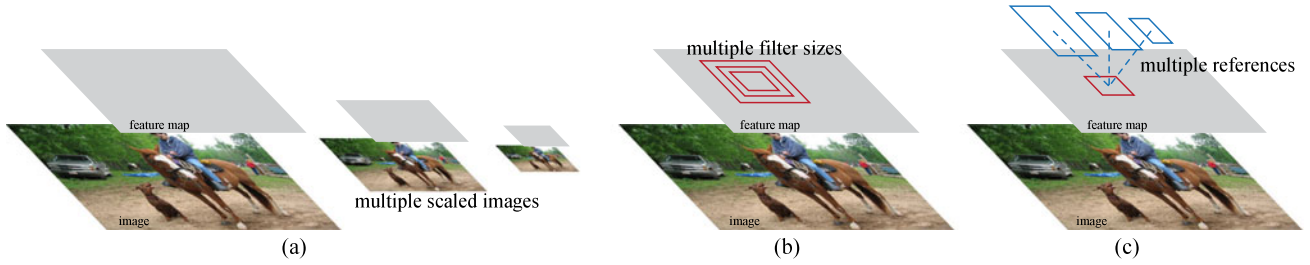 feature map
image
multiple scaled images
(a)
multiple filter sizes
feature map
image
(b)
multiple references
feature map
image
(c)